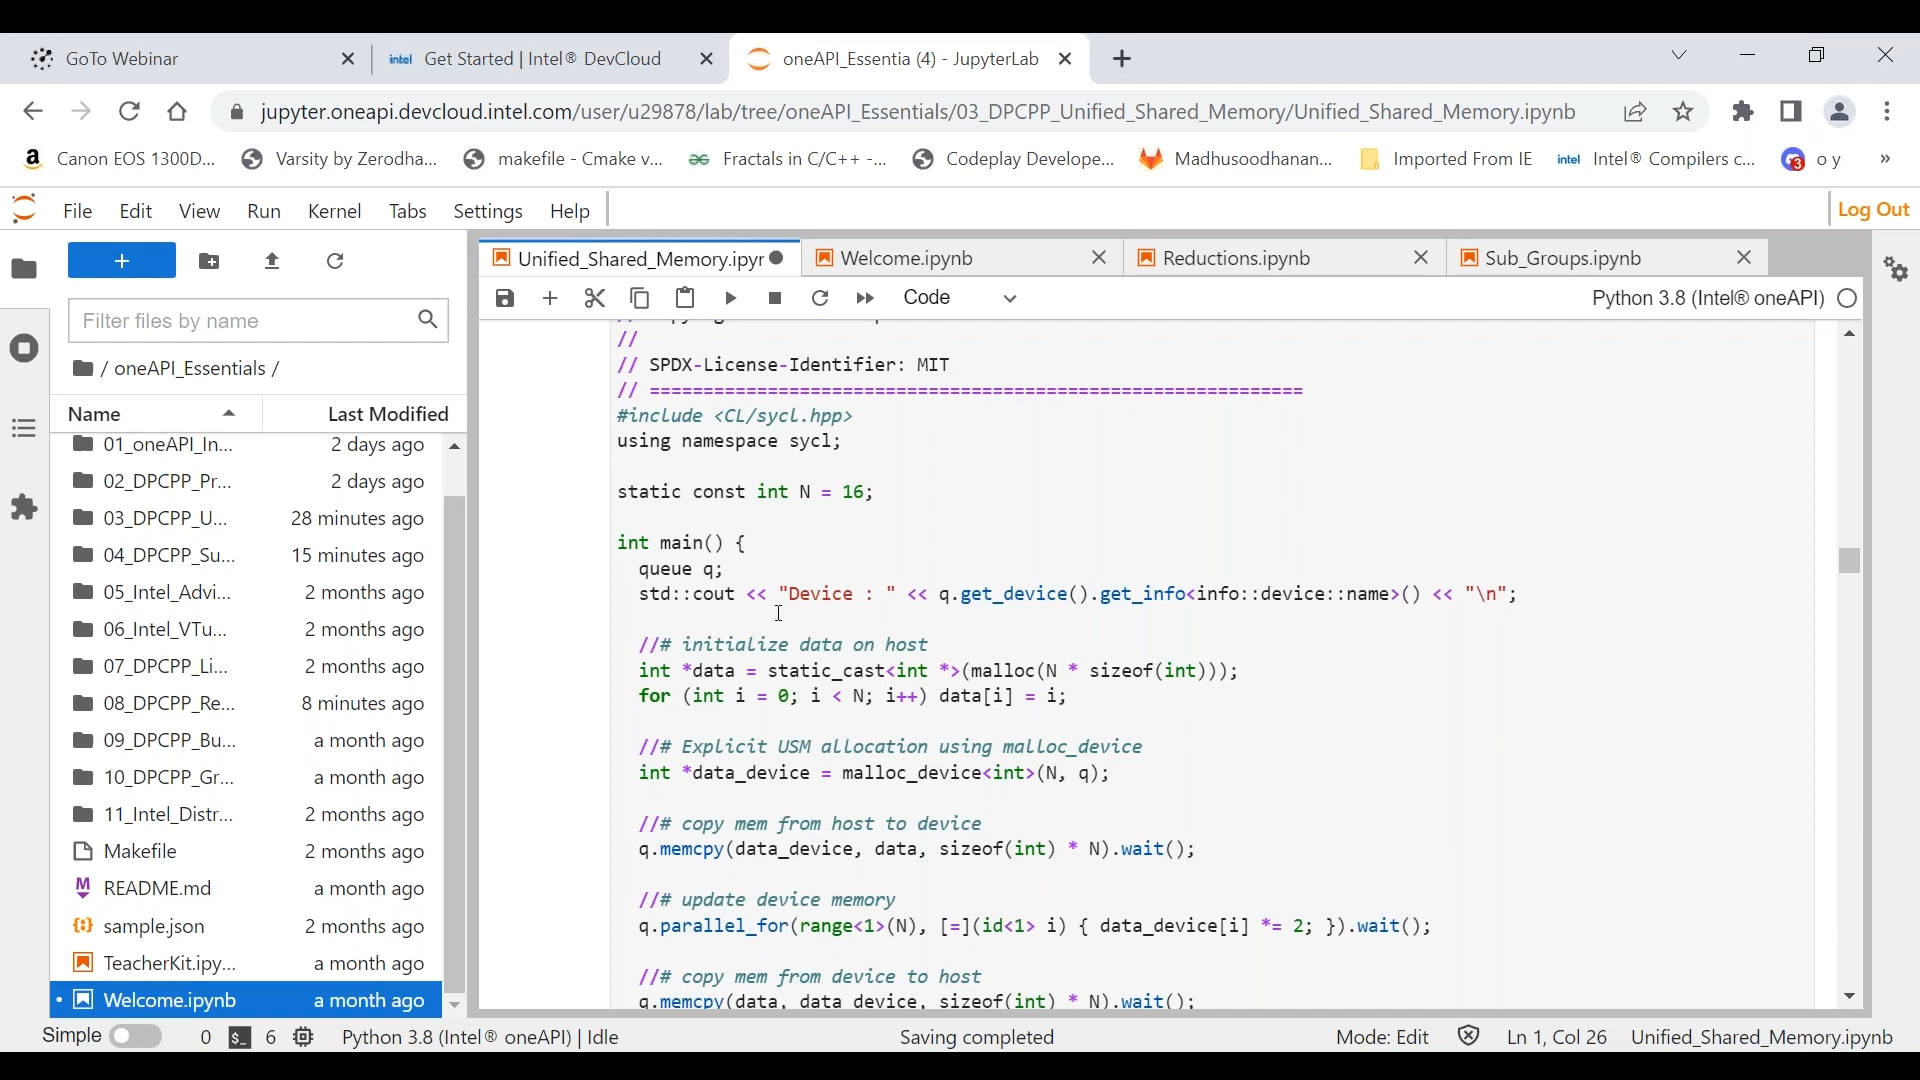 GoTo Webinar
intel Get Started | Intel® DevCloud
oneAPI_Essentia (4) - JupyterLab
jupyter.oneapi.devcloud.intel.com/user/u29878/lab/tree/oneAPI_Essentials/03_DPCPP_Unified_Shared_Memory/Unified_Shared_Memory.ipynb
Canon EOS 1300D... Varsity by Zerodha... makefile - Cmake v... Fractals in C/C++ -... Codeplay Develope... Madhusoodhanan... Imported From IE intel Intel® Compilers c... 3 o y »
File Edit View Run Kernel Tabs Settings Help
Log Out
Unified_Shared_Memory.ipyr
Welcome.ipynb
Reductions.ipynb
Sub_Groups.ipynb
Code
Python 3.8 (Intel® oneAPI)
Filter files by name
/ oneAPI_Essentials /
Name Last Modified
01_oneAPI_In... 2 days ago
02_DPCPP_Pr... 2 days ago
03_DPCPP_U... 28 minutes ago
04_DPCPP_Su... 15 minutes ago
05_Intel_Advi... 2 months ago
06_Intel_VTu... 2 months ago
07_DPCPP_Li... 2 months ago
08_DPCPP_Re... 8 minutes ago
09_DPCPP_Bu... a month ago
10_DPCPP_Gr... a month ago
11_Intel_Distr... 2 months ago
Makefile 2 months ago
README.md a month ago
sample.json 2 months ago
TeacherKit.ipy... a month ago
Welcome.ipynb a month ago
//
// SPDX-License-Identifier: MIT
// =============================================================
#include <CL/sycl.hpp>
using namespace sycl;
static const int N = 16;
int main() {
queue q;
std::cout << "Device : " << q.get_device().get_info<info::device::name>() << "\n";
//# initialize data on host
int *data = static_cast<int *>(malloc(N * sizeof(int)));
for (int i = 0; i < N; i++) data[i] = i;
//# Explicit USM allocation using malloc_device
int *data_device = malloc_device<int>(N, q);
//# copy mem from host to device
q.memcpy(data_device, data, sizeof(int) * N).wait();
//# update device memory
q.parallel_for(range<1>(N), [=](id<1> i) { data_device[i] *= 2; }).wait();
//# copy mem from device to host
q.memcpy(data, data_device, sizeof(int) * N).wait();
Simple 0 $_ 6 Python 3.8 (Intel® oneAPI) | Idle Saving completed Mode: Edit Ln 1, Col 26 Unified_Shared_Memory.ipynb